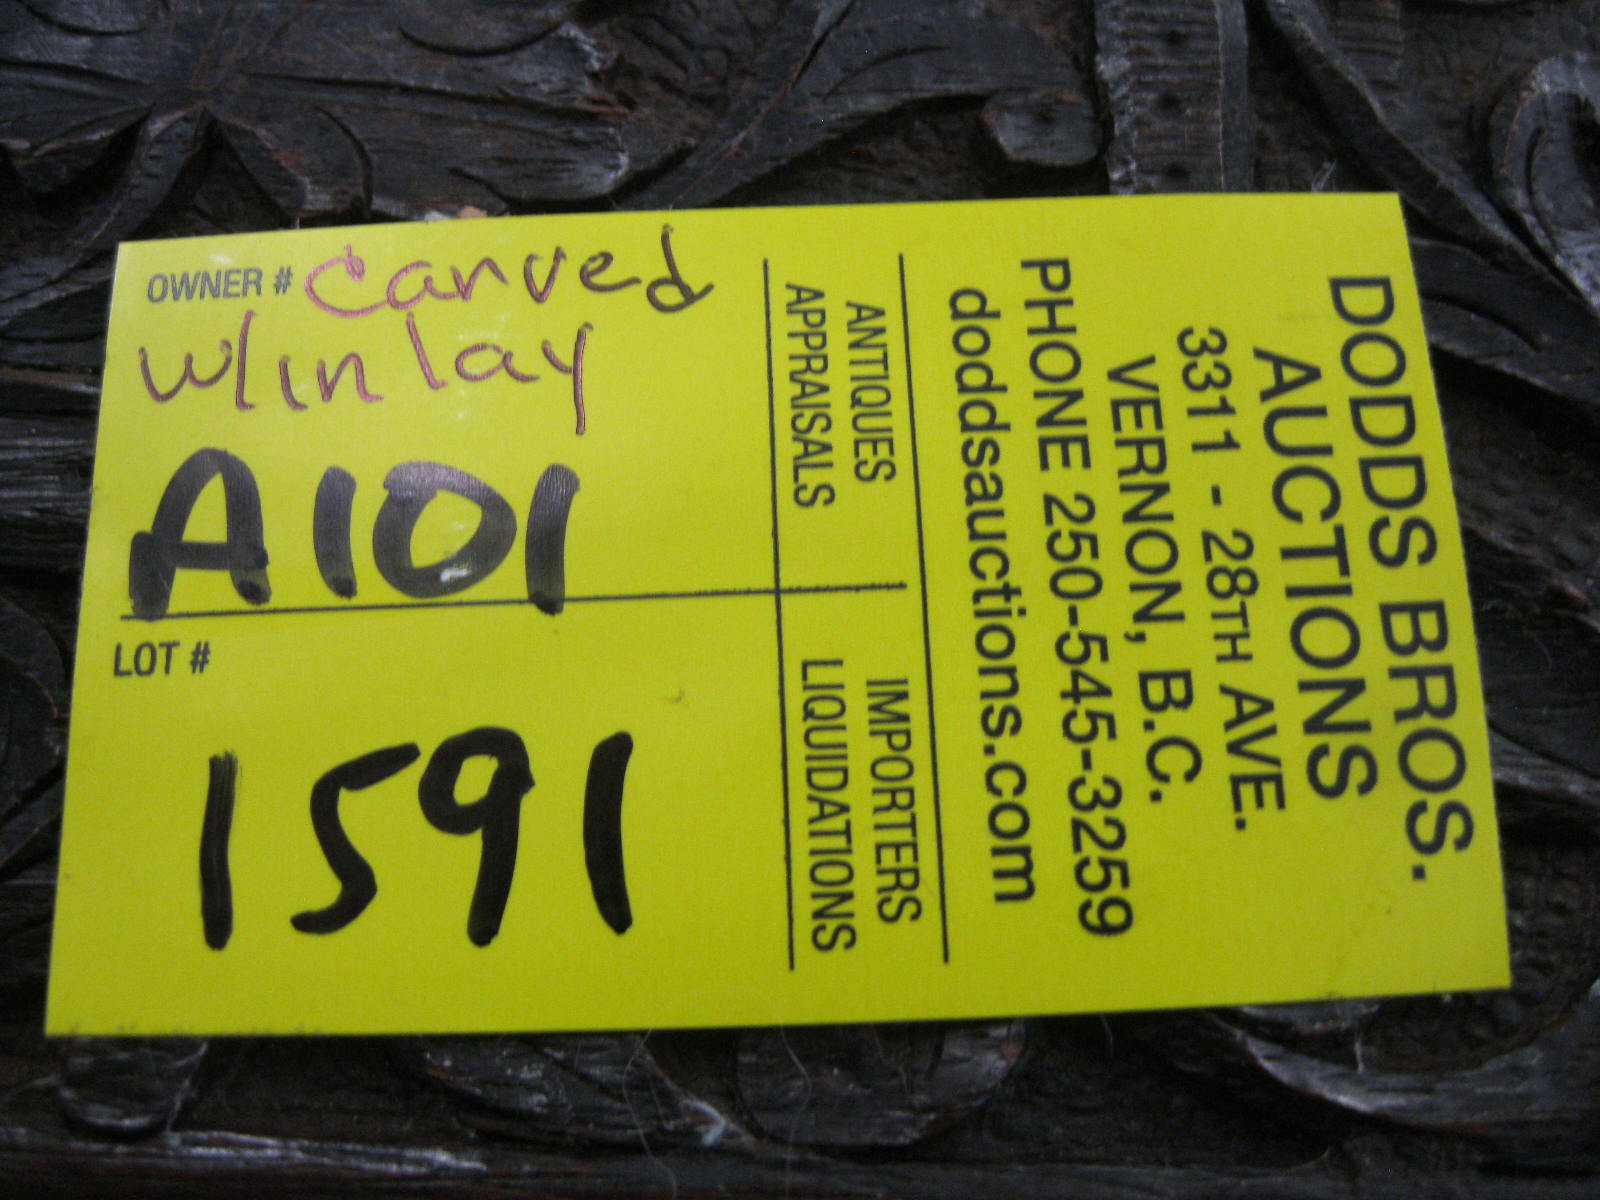 OWNER # carved
w/inlay
A101
LOT #
1591
ANTIQUES
APPRAISALS
IMPORTERS
LIQUIDATIONS
DODDS BROS.
AUCTIONS
3311 - 28TH AVE.
VERNON, B.C.
PHONE 250-545-3259
doddsauctions.com